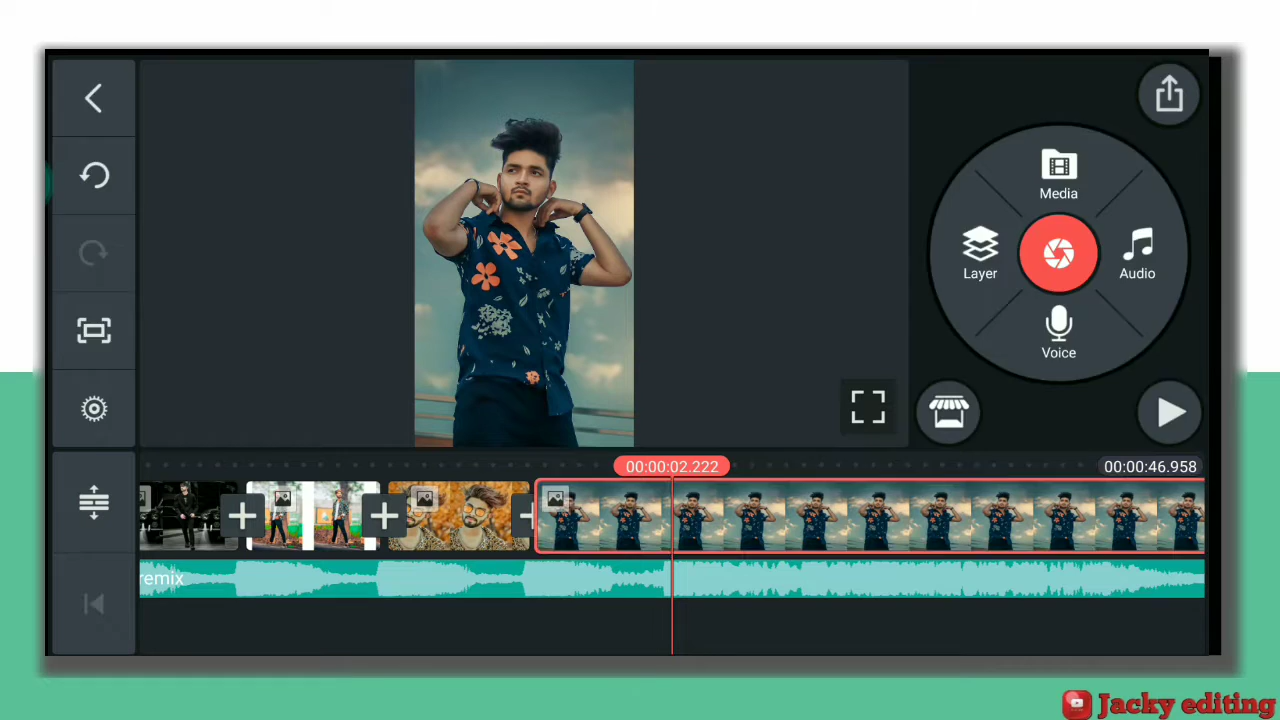 Media
Layer
Audio
Voice
00:00:02.222
00:00:46.958
remix
Jacky editing